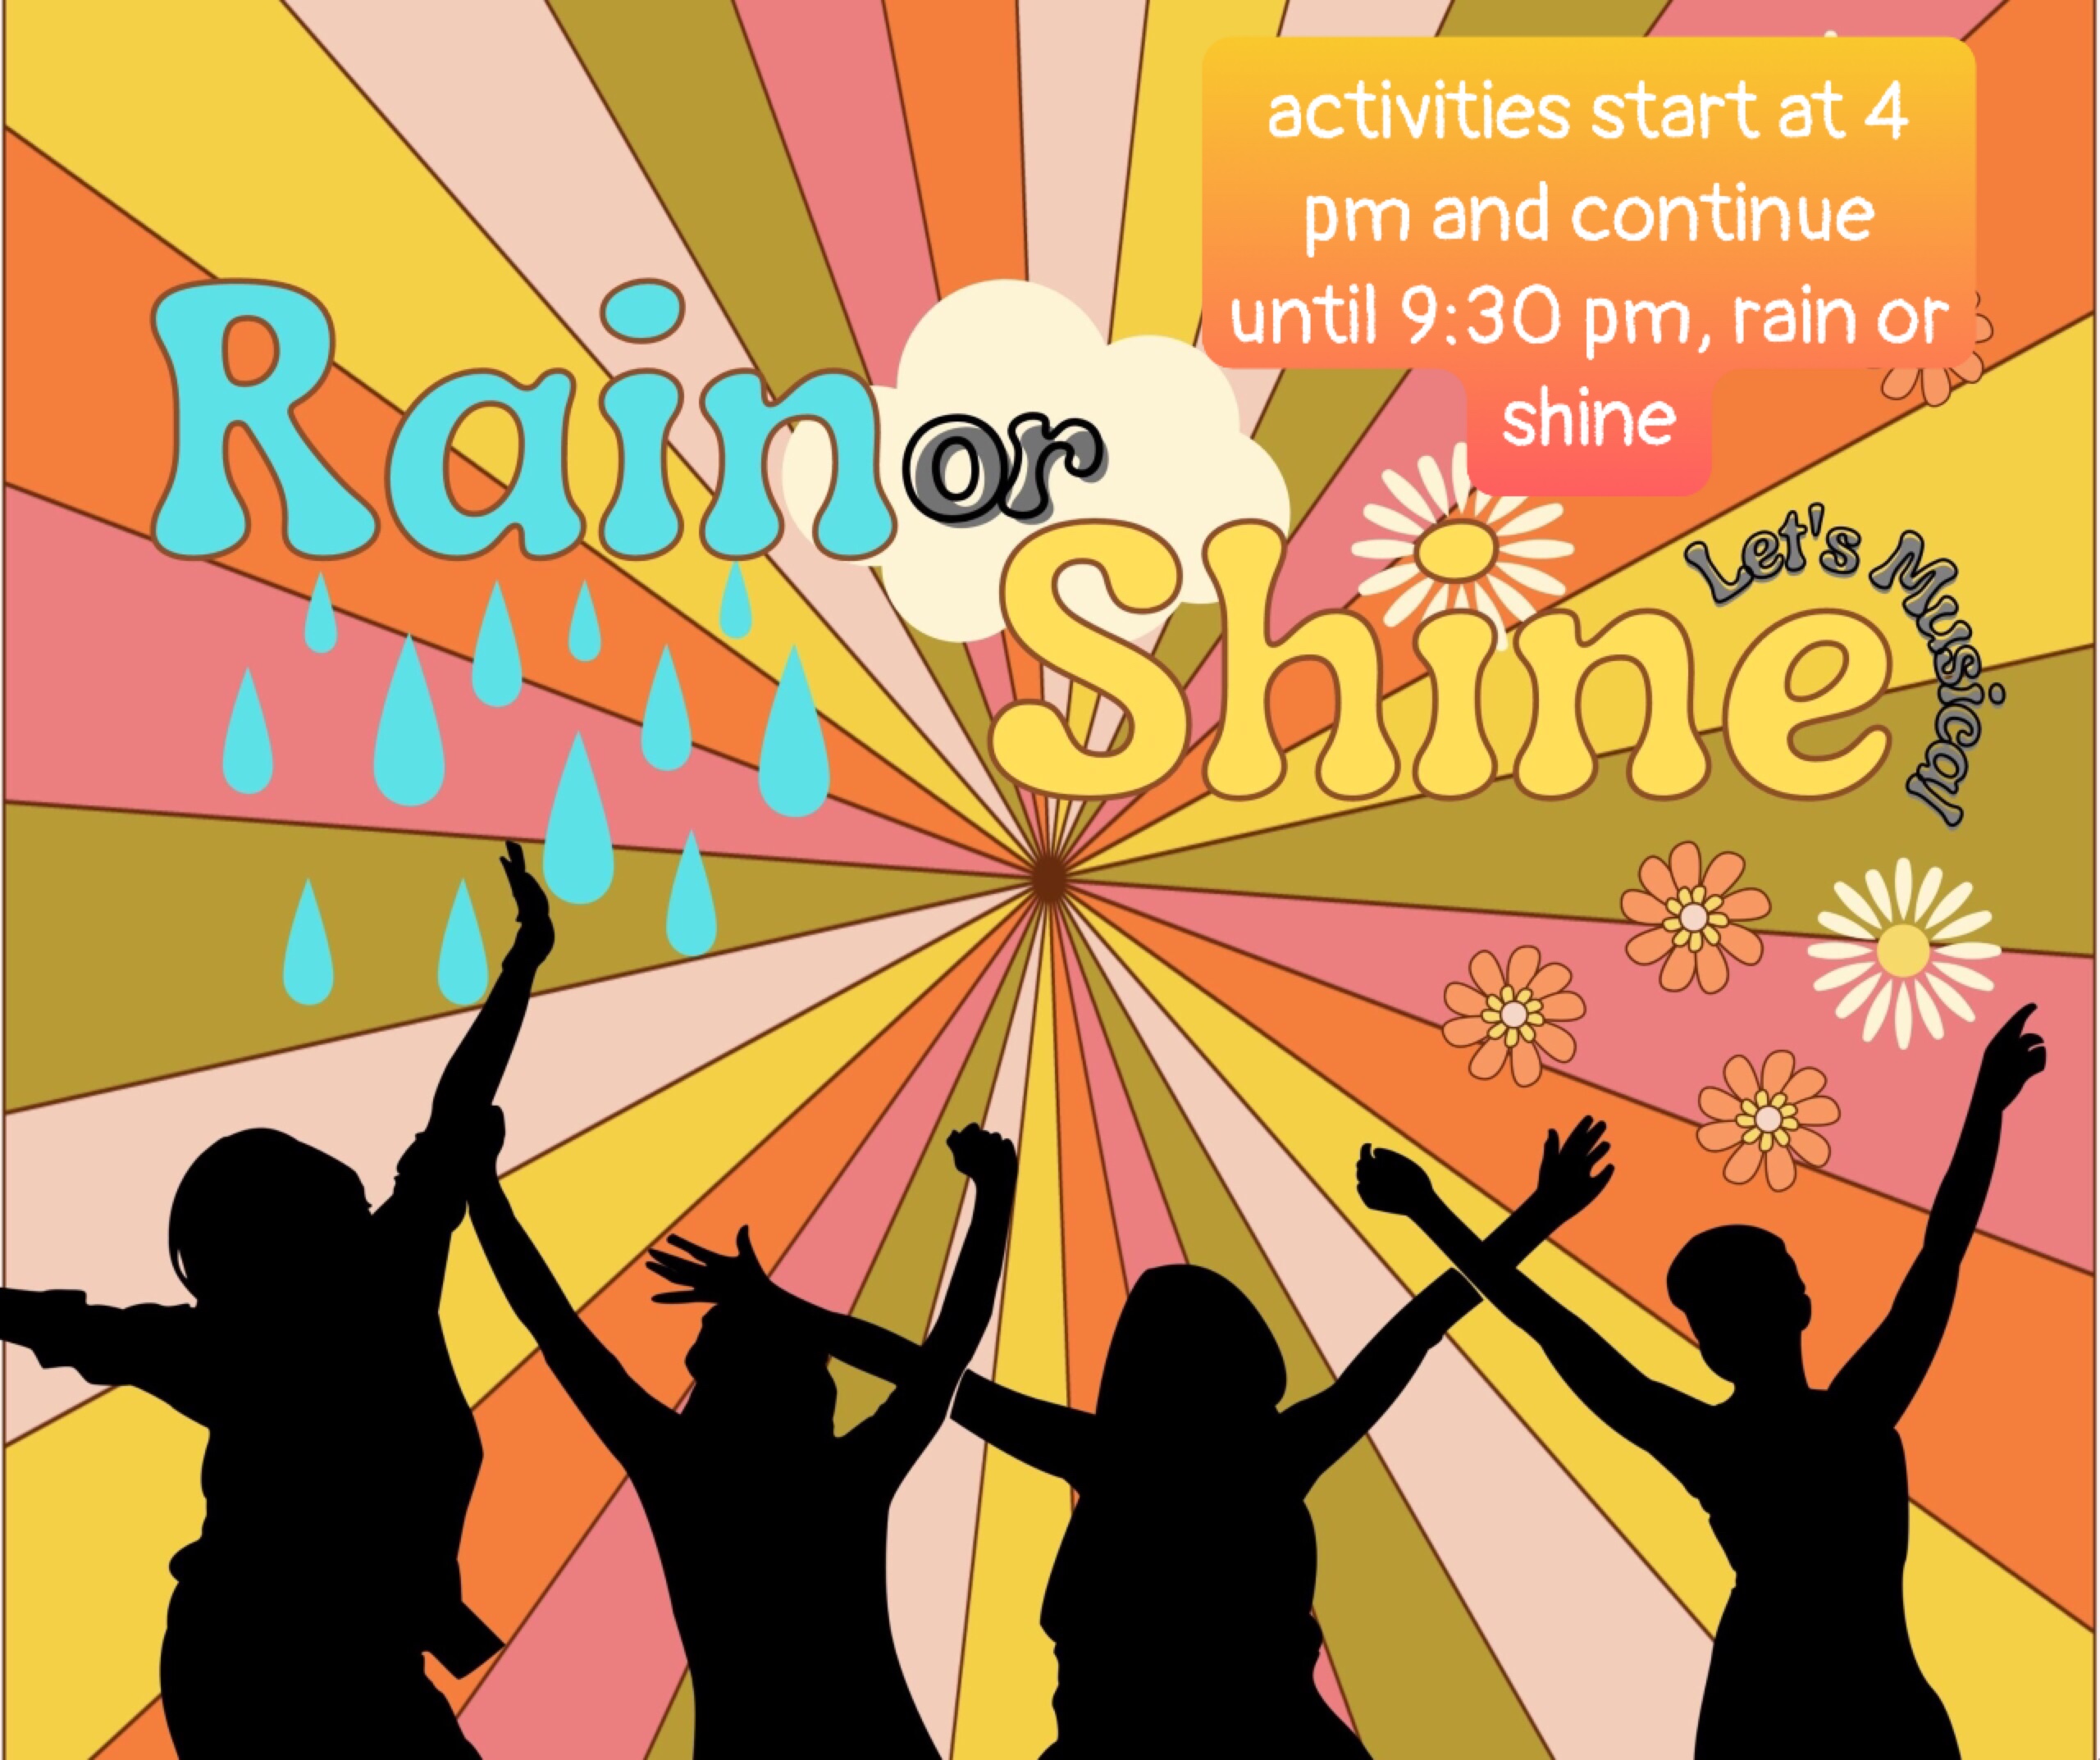 activities start at 4
pm and continue
until 9:30 pm, rain or
shine
Rain
or
Shine
Let's Musical